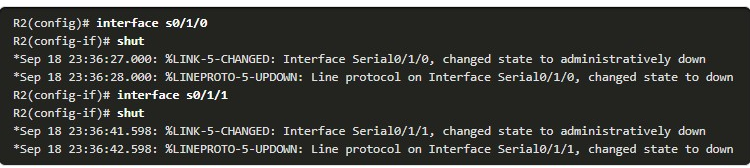 R2(config)# interface s0/1/0
R2(config-if)# shut
*Sep 18 23:36:27.000: %LINK-5-CHANGED: Interface Serial0/1/0, changed state to administratively down
*Sep 18 23:36:28.000: %LINEPROTO-5-UPDOWN: Line protocol on Interface Serial0/1/0, changed state to down
R2(config-if)# interface s0/1/1
R2(config-if)# shut
*Sep 18 23:36:41.598: %LINK-5-CHANGED: Interface Serial0/1/1, changed state to administratively down
*Sep 18 23:36:42.598: %LINEPROTO-5-UPDOWN: Line protocol on Interface Serial0/1/1, changed state to down